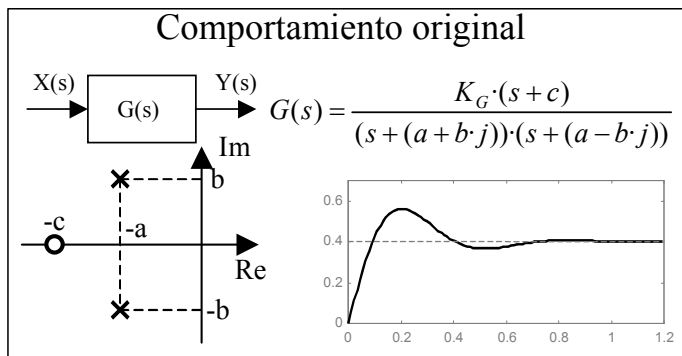 Comportamiento original
X(s)
Y(s)
G(s)
G(s) = K_G·(s+c) / ((s+(a+b·j))·(s+(a−b·j)))
Im
b
-c
-a
Re
-b
0.6
0.4
0.2
0
0 0.2 0.4 0.6 0.8 1.0 1.2